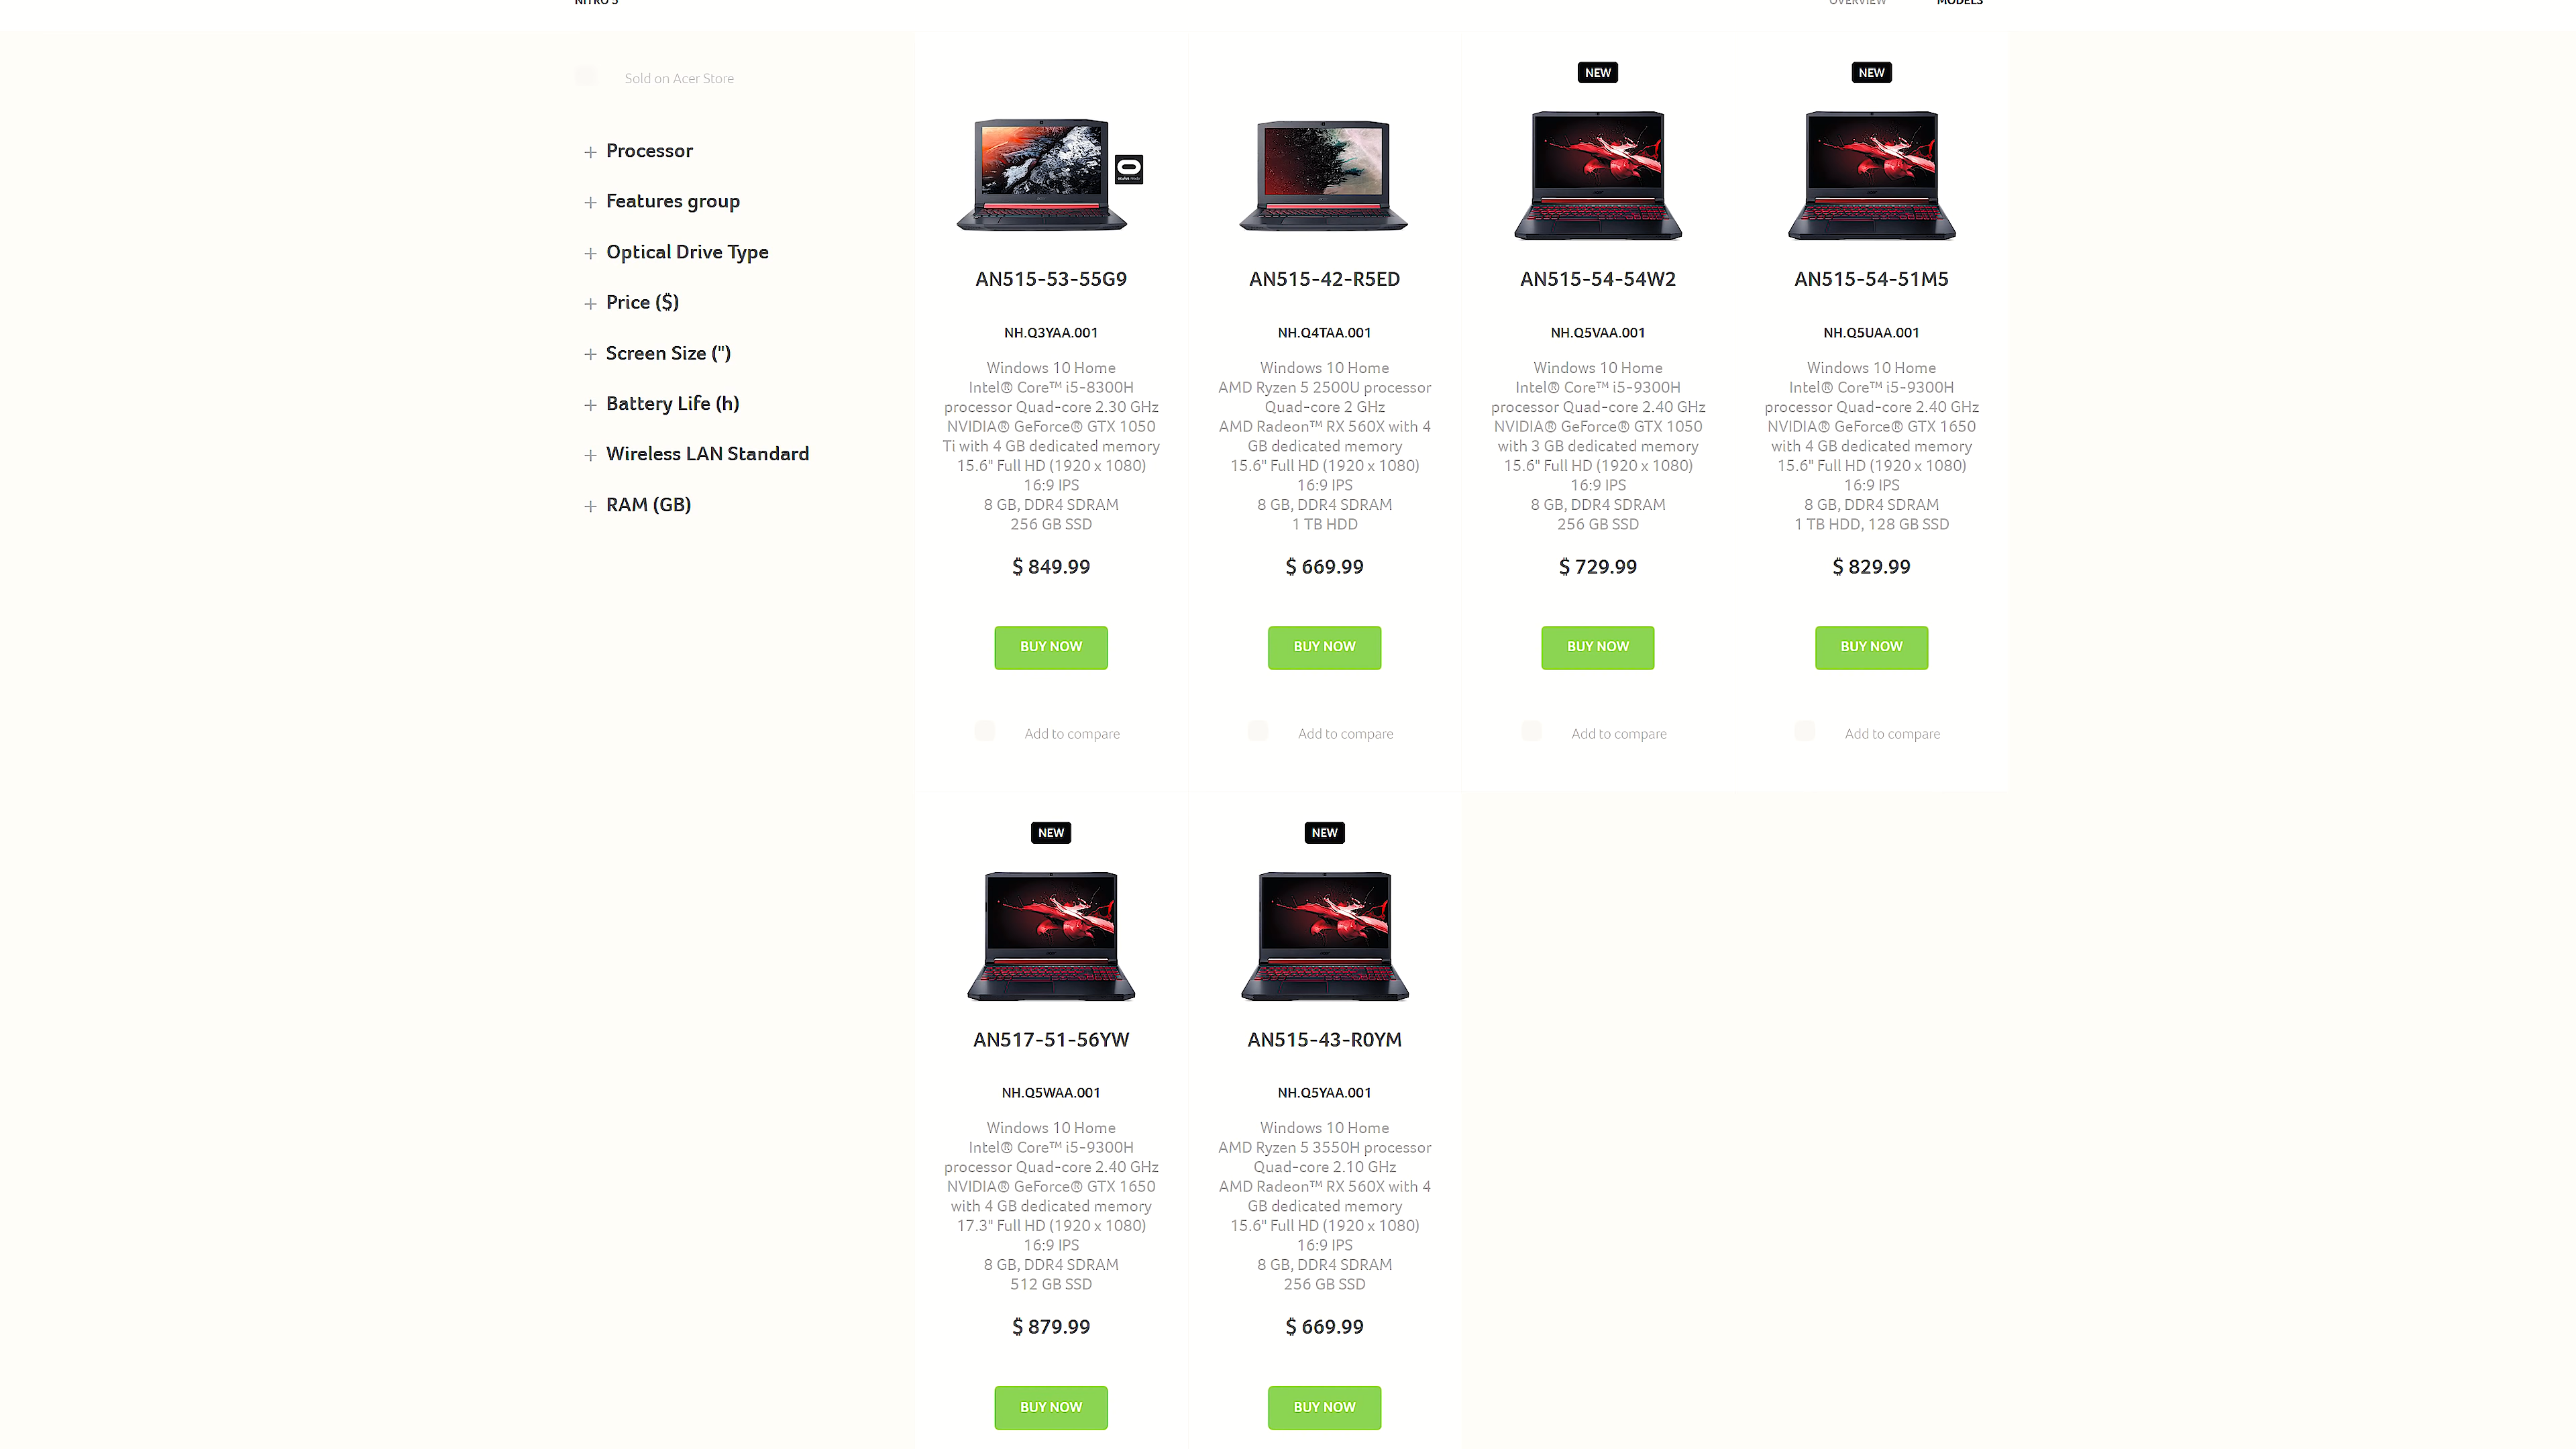 NITRO 5
OVERVIEW
MODELS
Sold on Acer Store
+ Processor
+ Features group
+ Optical Drive Type
+ Price ($)
+ Screen Size (")
+ Battery Life (h)
+ Wireless LAN Standard
+ RAM (GB)
AN515-53-55G9
NH.Q3YAA.001
Windows 10 Home
Intel® Core™ i5-8300H
processor Quad-core 2.30 GHz
NVIDIA® GeForce® GTX 1050
Ti with 4 GB dedicated memory
15.6" Full HD (1920 x 1080)
16:9 IPS
8 GB, DDR4 SDRAM
256 GB SSD
$ 849.99
BUY NOW
Add to compare
AN515-42-R5ED
NH.Q4TAA.001
Windows 10 Home
AMD Ryzen 5 2500U processor
Quad-core 2 GHz
AMD Radeon™ RX 560X with 4
GB dedicated memory
15.6" Full HD (1920 x 1080)
16:9 IPS
8 GB, DDR4 SDRAM
1 TB HDD
$ 669.99
BUY NOW
Add to compare
NEW
AN515-54-54W2
NH.Q5VAA.001
Windows 10 Home
Intel® Core™ i5-9300H
processor Quad-core 2.40 GHz
NVIDIA® GeForce® GTX 1050
with 3 GB dedicated memory
15.6" Full HD (1920 x 1080)
16:9 IPS
8 GB, DDR4 SDRAM
256 GB SSD
$ 729.99
BUY NOW
Add to compare
NEW
AN515-54-51M5
NH.Q5UAA.001
Windows 10 Home
Intel® Core™ i5-9300H
processor Quad-core 2.40 GHz
NVIDIA® GeForce® GTX 1650
with 4 GB dedicated memory
15.6" Full HD (1920 x 1080)
16:9 IPS
8 GB, DDR4 SDRAM
1 TB HDD, 128 GB SSD
$ 829.99
BUY NOW
Add to compare
NEW
AN517-51-56YW
NH.Q5WAA.001
Windows 10 Home
Intel® Core™ i5-9300H
processor Quad-core 2.40 GHz
NVIDIA® GeForce® GTX 1650
with 4 GB dedicated memory
17.3" Full HD (1920 x 1080)
16:9 IPS
8 GB, DDR4 SDRAM
512 GB SSD
$ 879.99
BUY NOW
NEW
AN515-43-R0YM
NH.Q5YAA.001
Windows 10 Home
AMD Ryzen 5 3550H processor
Quad-core 2.10 GHz
AMD Radeon™ RX 560X with 4
GB dedicated memory
15.6" Full HD (1920 x 1080)
16:9 IPS
8 GB, DDR4 SDRAM
256 GB SSD
$ 669.99
BUY NOW